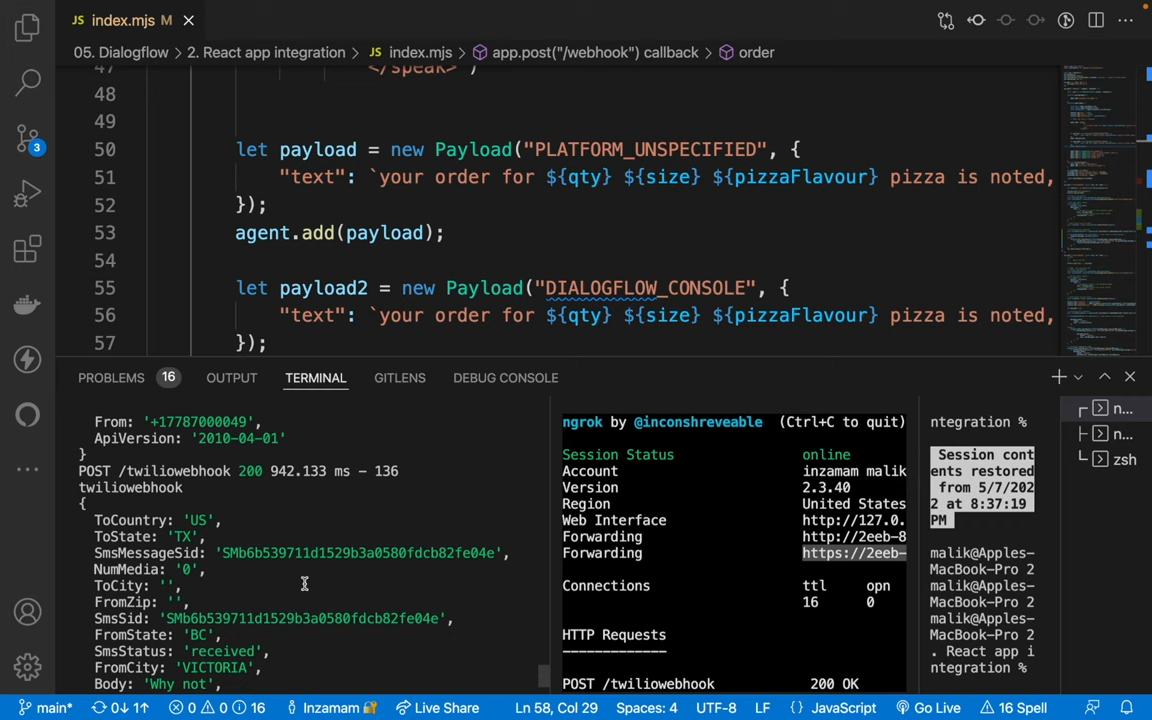 JS index.mjs M
05. Dialogflow > 2. React app integration > JS index.mjs > app.post("/webhook") callback > order
47 </speak>`)
48
49
50 let payload = new Payload("PLATFORM_UNSPECIFIED", {
51 "text": `your order for ${qty} ${size} ${pizzaFlavour} pizza is noted,
52 });
53 agent.add(payload);
54
55 let payload2 = new Payload("DIALOGFLOW_CONSOLE", {
56 "text": `your order for ${qty} ${size} ${pizzaFlavour} pizza is noted,
57 });
3
PROBLEMS 16 OUTPUT TERMINAL GITLENS DEBUG CONSOLE
From: '+17787000049',
ApiVersion: '2010-04-01'
}
POST /twiliowebhook 200 942.133 ms - 136
twiliowebhook
{
ToCountry: 'US',
ToState: 'TX',
SmsMessageSid: 'SMb6b539711d1529b3a0580fdcb82fe04e',
NumMedia: '0',
ToCity: '',
FromZip: '',
SmsSid: 'SMb6b539711d1529b3a0580fdcb82fe04e',
FromState: 'BC',
SmsStatus: 'received',
FromCity: 'VICTORIA',
Body: 'Why not',
ngrok by @inconshreveable (Ctrl+C to quit)
Session Status online
Account inzamam malik
Version 2.3.40
Region United States
Web Interface http://127.0.
Forwarding http://2eeb-8
Forwarding https://2eeb-
Connections ttl opn
16 0
HTTP Requests
-------------
POST /twiliowebhook 200 OK
ntegration %
Session cont
ents restored
from 5/7/202
2 at 8:37:19
PM
malik@Apples-
MacBook-Pro 2
malik@Apples-
MacBook-Pro 2
malik@Apples-
MacBook-Pro 2
. React app i
ntegration %
n...
n...
zsh
main* 0↓ 1↑ 0 0 16 Inzamam Live Share Ln 58, Col 29 Spaces: 4 UTF-8 LF {} JavaScript Go Live 16 Spell